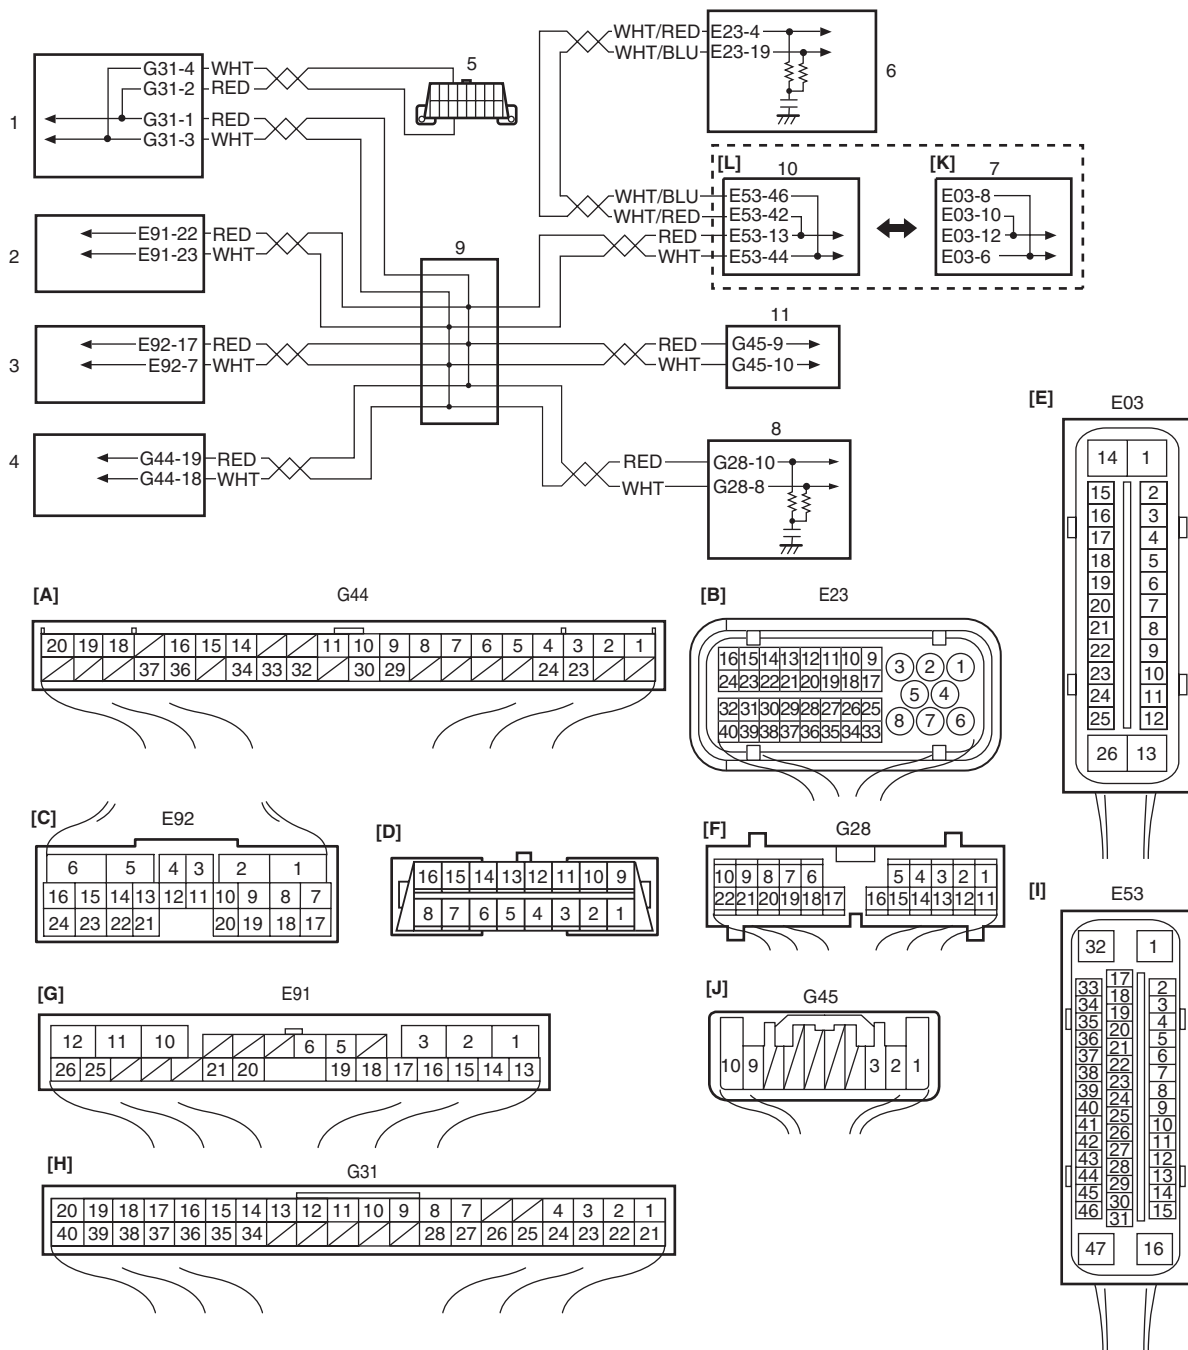 1
G31-4 WHT
G31-2 RED
G31-1 RED
G31-3 WHT
5
WHT/RED E23-4
WHT/BLU E23-19
6
2
E91-22 RED
E91-23 WHT
9
[L]
10
WHT/BLU E53-46
WHT/RED E53-42
RED E53-13
WHT E53-44
[K]
7
E03-8
E03-10
E03-12
E03-6
3
E92-17 RED
E92-7 WHT
11
RED G45-9
WHT G45-10
4
G44-19 RED
G44-18 WHT
8
RED G28-10
WHT G28-8
[A] G44
20 19 18 16 15 14 11 10 9 8 7 6 5 4 3 2 1
37 36 34 33 32 30 29 24 23
[B] E23
16 15 14 13 12 11 10 9
24 23 22 21 20 19 18 17
32 31 30 29 28 27 26 25
40 39 38 37 36 35 34 33
3 2 1
5 4
8 7 6
[E] E03
14 1
15 2
16 3
17 4
18 5
19 6
20 7
21 8
22 9
23 10
24 11
25 12
26 13
[C] E92
6 5 4 3 2 1
16 15 14 13 12 11 10 9 8 7
24 23 22 21 20 19 18 17
[D]
16 15 14 13 12 11 10 9
8 7 6 5 4 3 2 1
[F] G28
10 9 8 7 6 5 4 3 2 1
22 21 20 19 18 17 16 15 14 13 12 11
[G] E91
12 11 10 6 5 3 2 1
26 25 21 20 19 18 17 16 15 14 13
[J] G45
10 9 3 2 1
[H] G31
20 19 18 17 16 15 14 13 12 11 10 9 8 7 4 3 2 1
40 39 38 37 36 35 34 28 27 26 25 24 23 22 21
[I] E53
32 1
17
33 18 2
34 19 3
35 20 4
36 21 5
37 22 6
38 23 7
39 24 8
40 25 9
41 26 10
42 27 11
43 28 12
44 29 13
45 30 14
46 31 15
47 16